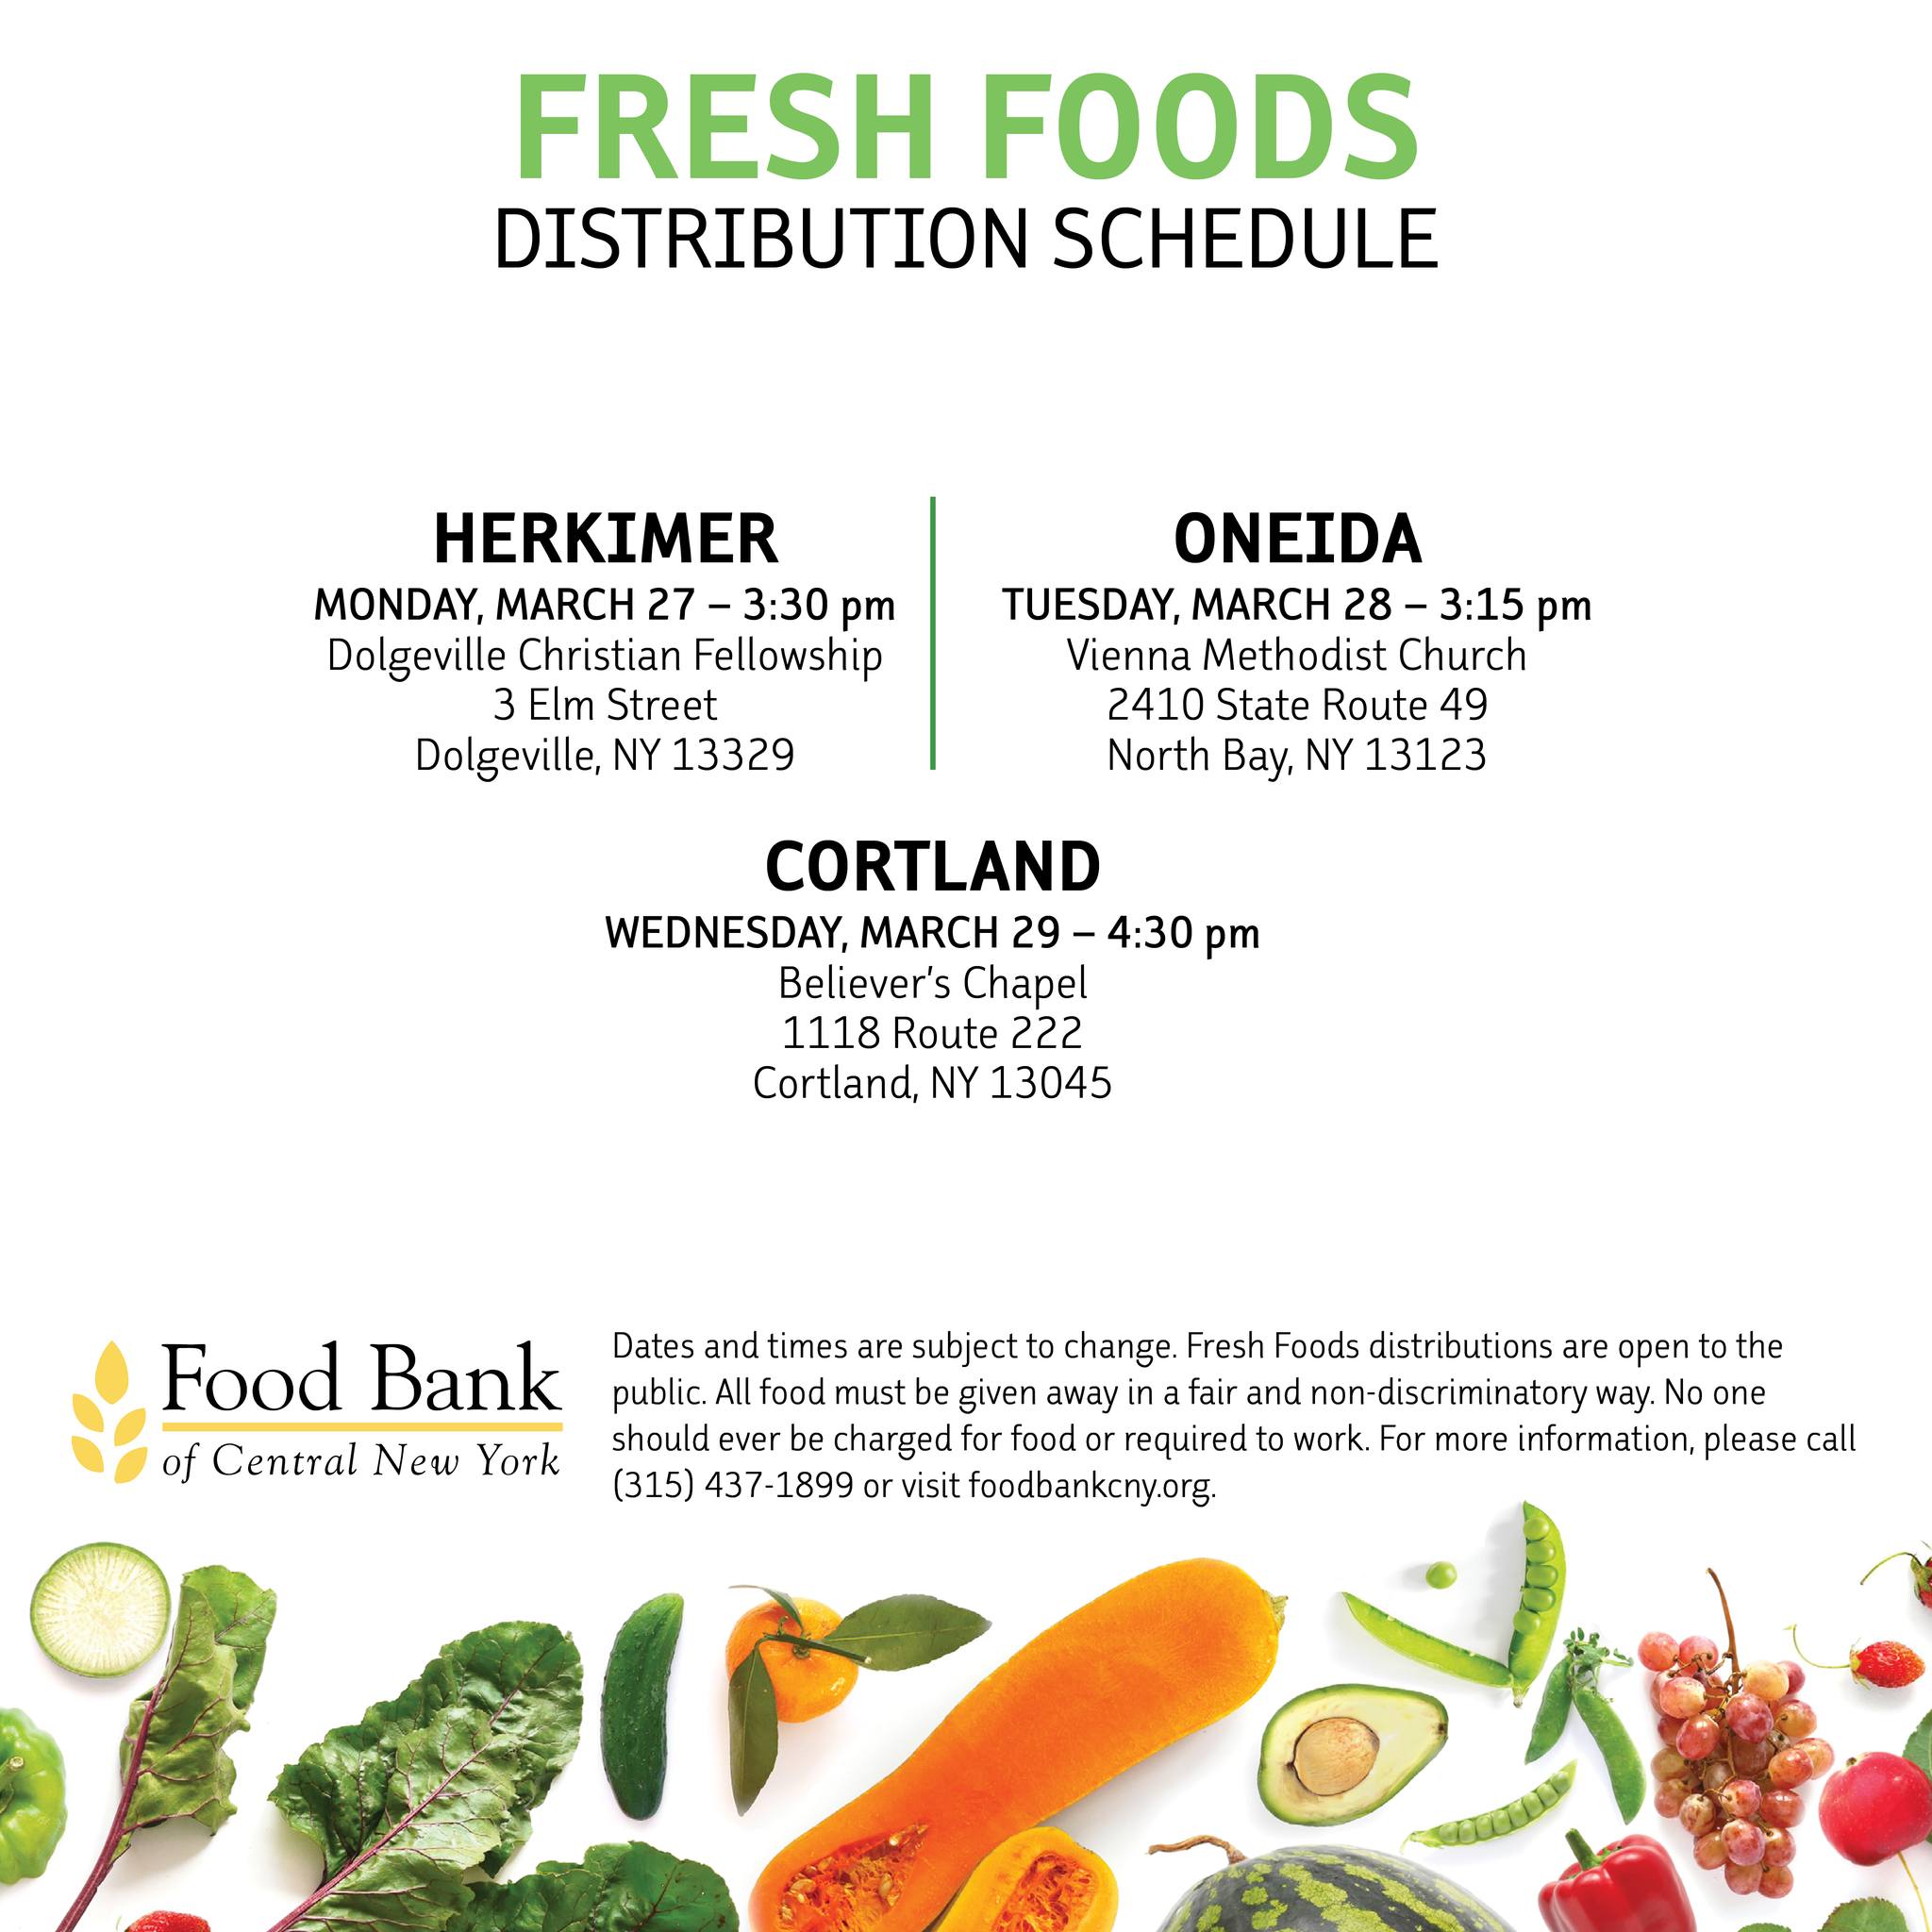 FRESH FOODS
DISTRIBUTION SCHEDULE
HERKIMER
MONDAY, MARCH 27 – 3:30 pm
Dolgeville Christian Fellowship
3 Elm Street
Dolgeville, NY 13329
ONEIDA
TUESDAY, MARCH 28 – 3:15 pm
Vienna Methodist Church
2410 State Route 49
North Bay, NY 13123
CORTLAND
WEDNESDAY, MARCH 29 – 4:30 pm
Believer’s Chapel
1118 Route 222
Cortland, NY 13045
Food Bank
of Central New York
Dates and times are subject to change. Fresh Foods distributions are open to the
public. All food must be given away in a fair and non-discriminatory way. No one
should ever be charged for food or required to work. For more information, please call
(315) 437-1899 or visit foodbankcny.org.